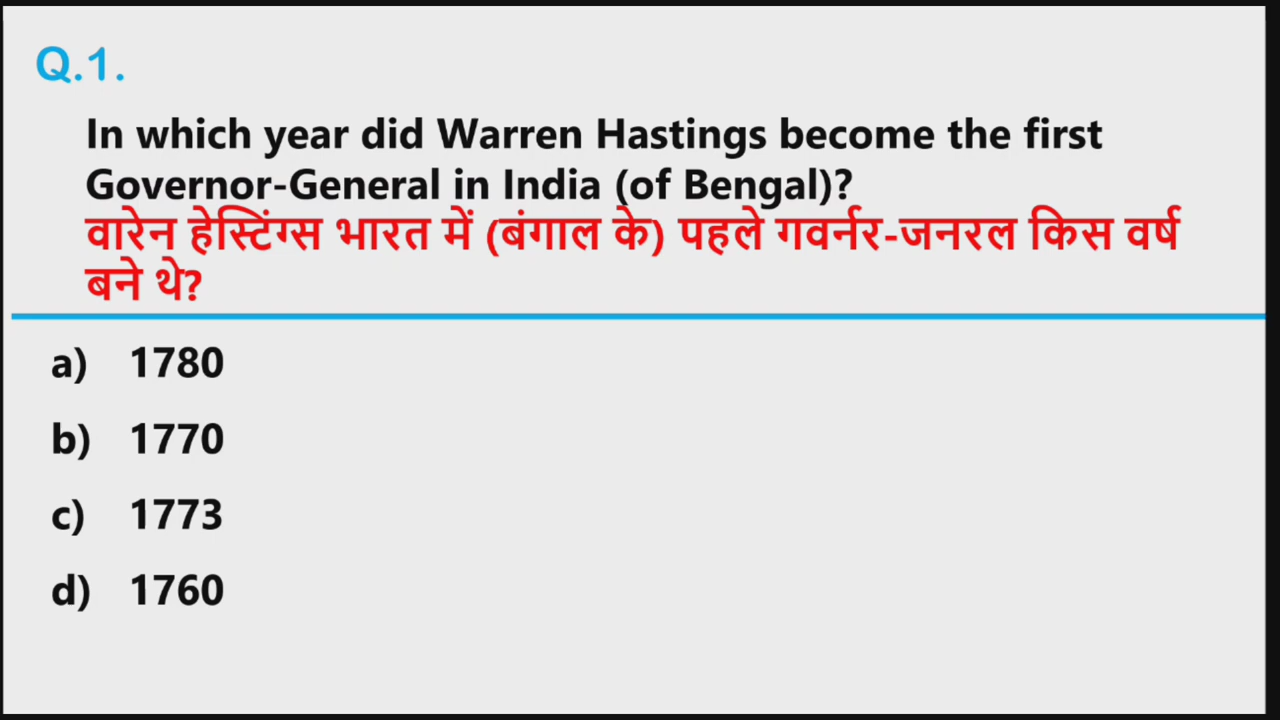 Q.1.
In which year did Warren Hastings become the first
Governor-General in India (of Bengal)?
वारेन हेस्टिंग्स भारत में (बंगाल के) पहले गवर्नर-जनरल किस वर्ष
बने थे?
a) 1780
b) 1770
c) 1773
d) 1760